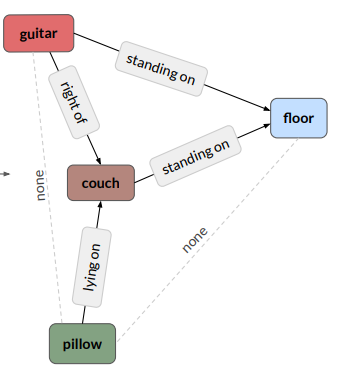 guitar
standing on
right of
floor
standing on
couch
none
none
lying on
pillow